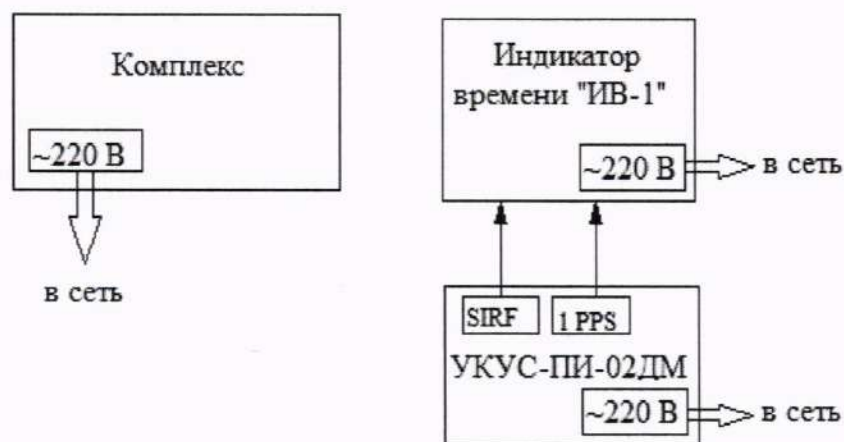 Комплекс
~220 В
в сеть
Индикатор
времени "ИВ-1"
~220 В
в сеть
SIRF
1 PPS
УКУС-ПИ-02ДМ
~220 В
в сеть